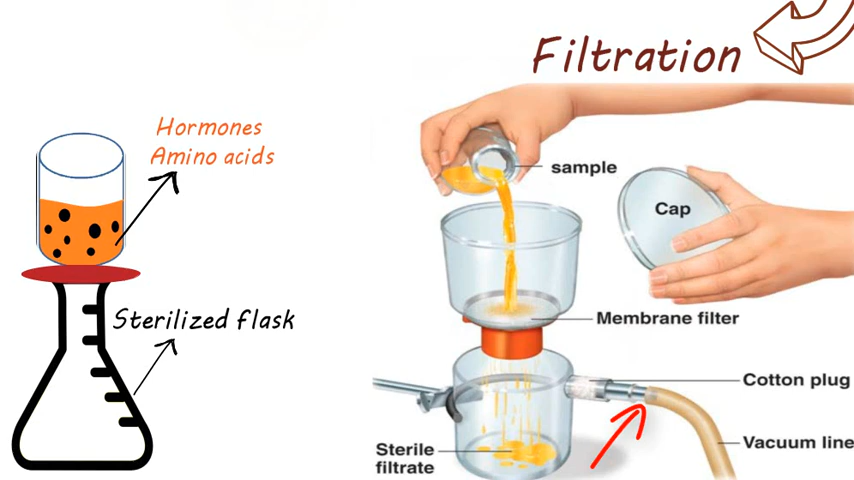 Filtration
Hormones
Amino acids
Sterilized flask
sample
Cap
Membrane filter
Cotton plug
Vacuum line
Sterile
filtrate